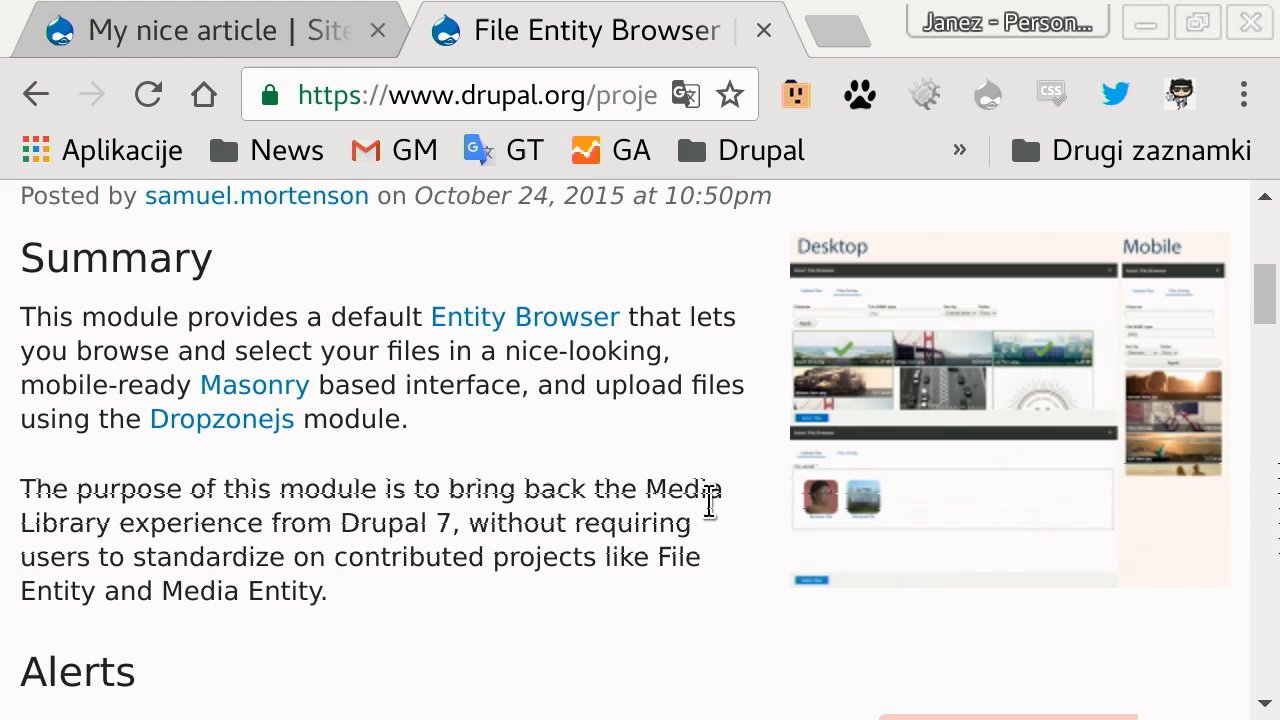 My nice article | Site
File Entity Browser |
Janez - Person...
https://www.drupal.org/proje
CSS
Aplikacije
News
GM
GT
GA
Drupal
»
Drugi zaznamki
Posted by samuel.mortenson on October 24, 2015 at 10:50pm
Summary
This module provides a default Entity Browser that lets
you browse and select your files in a nice-looking,
mobile-ready Masonry based interface, and upload files
using the Dropzonejs module.
The purpose of this module is to bring back the Media
Library experience from Drupal 7, without requiring
users to standardize on contributed projects like File
Entity and Media Entity.
Desktop
Mobile
Alerts